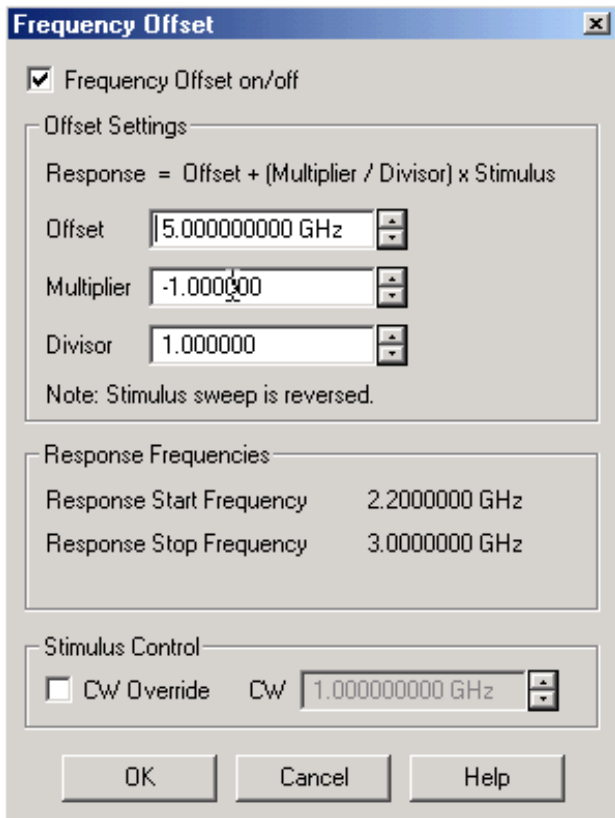 Frequency Offset
Frequency Offset on/off
Offset Settings
Response = Offset + (Multiplier / Divisor) x Stimulus
Offset 5.000000000 GHz
Multiplier -1.000000
Divisor 1.000000
Note: Stimulus sweep is reversed.
Response Frequencies
Response Start Frequency 2.2000000 GHz
Response Stop Frequency 3.0000000 GHz
Stimulus Control
CW Override CW 1.000000000 GHz
OK Cancel Help